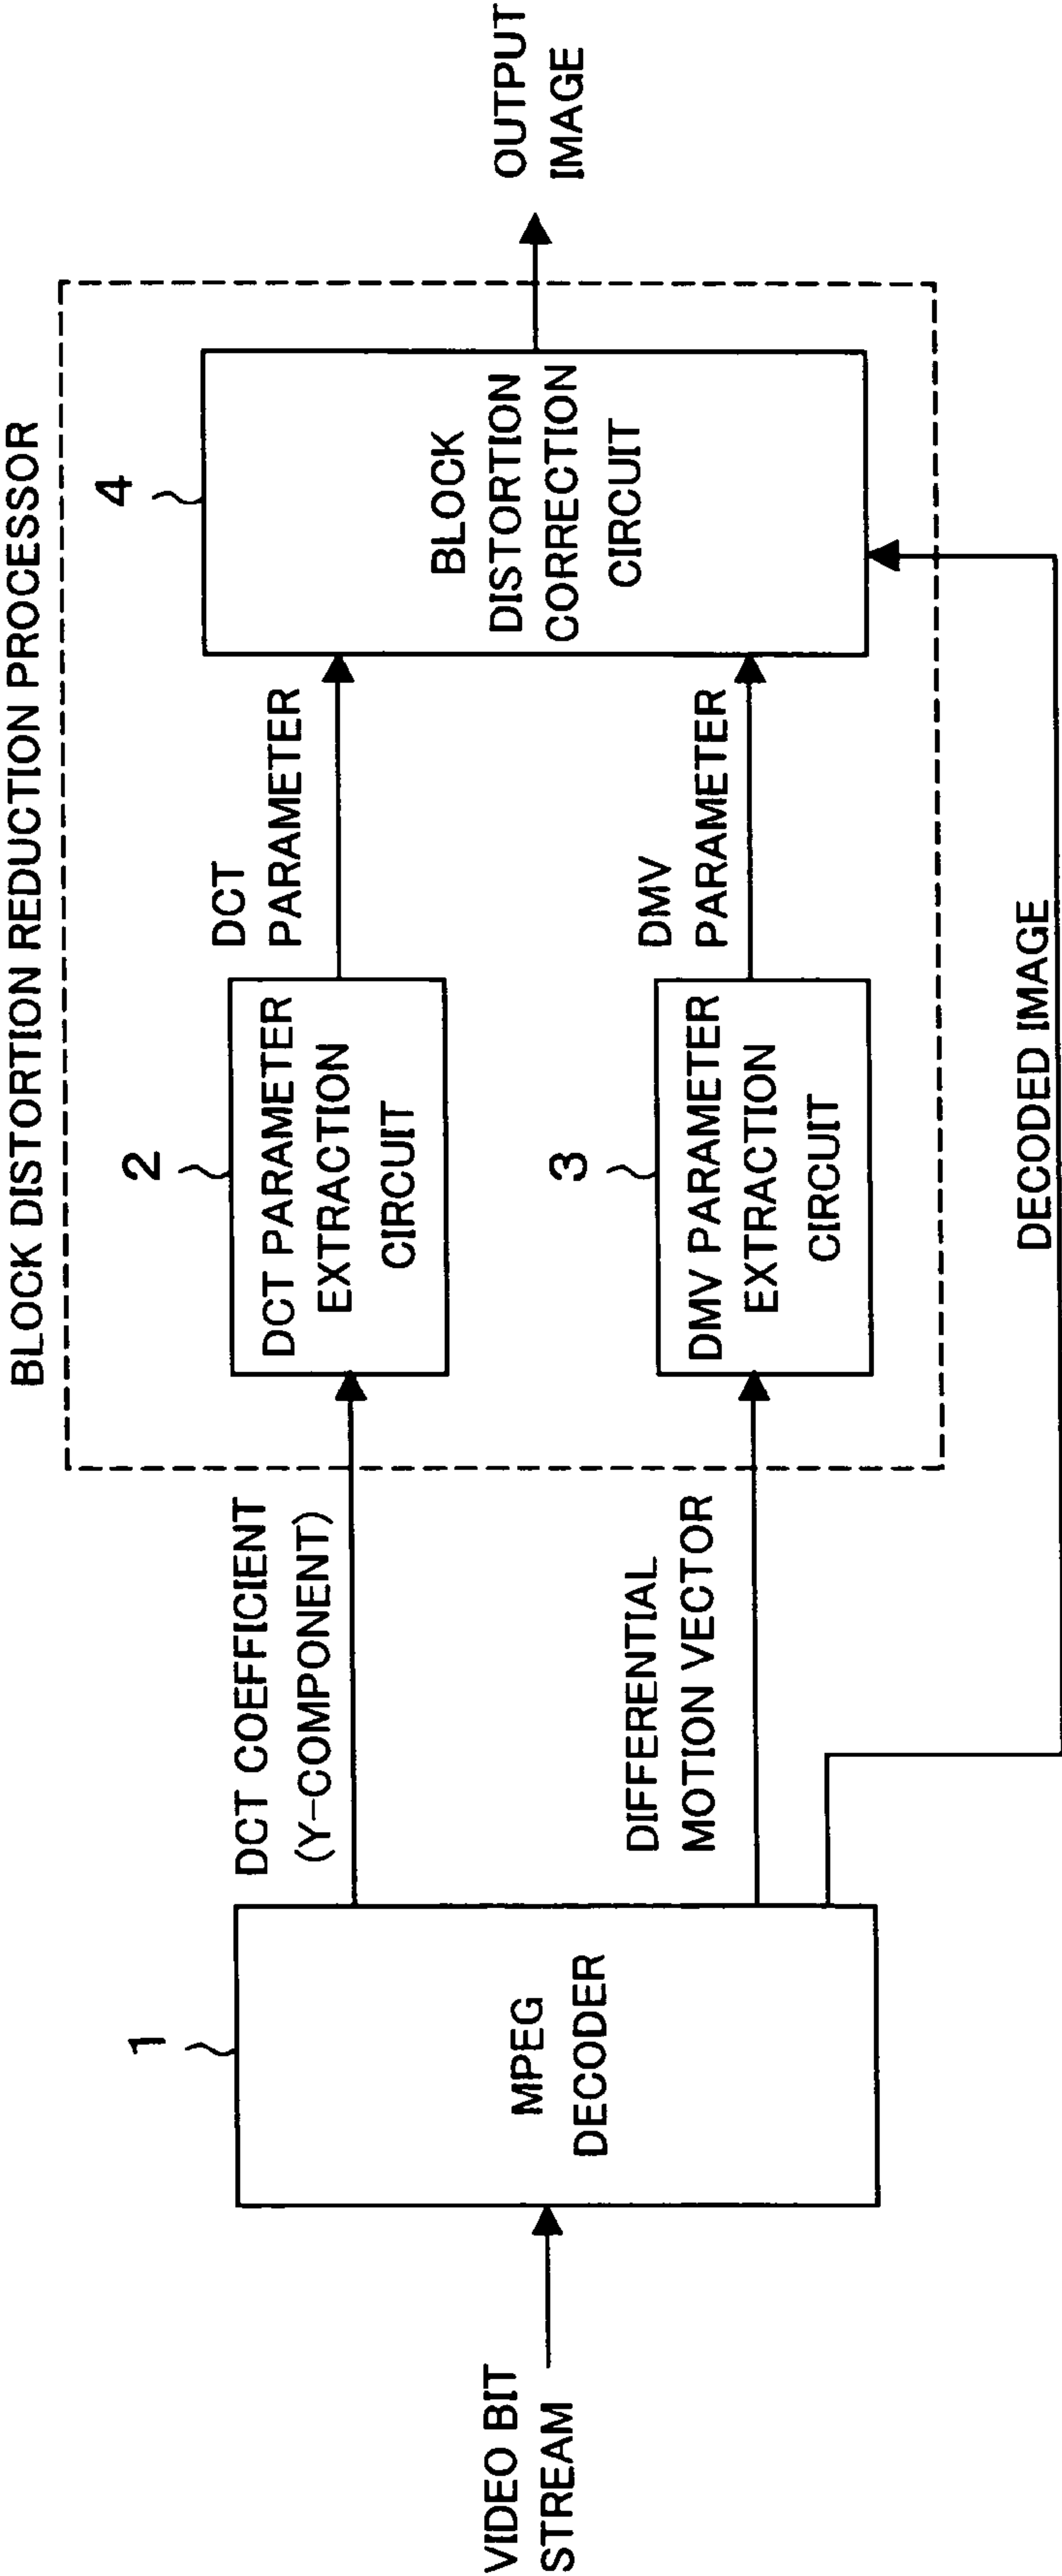 BLOCK DISTORTION REDUCTION PROCESSOR
VIDEO BIT
STREAM
1
MPEG
DECODER
DCT COEFFICIENT
(Y-COMPONENT)
DIFFERENTIAL
MOTION VECTOR
2
DCT PARAMETER
EXTRACTION
CIRCUIT
3
DMV PARAMETER
EXTRACTION
CIRCUIT
DCT
PARAMETER
DMV
PARAMETER
4
BLOCK
DISTORTION
CORRECTION
CIRCUIT
DECODED IMAGE
OUTPUT
IMAGE